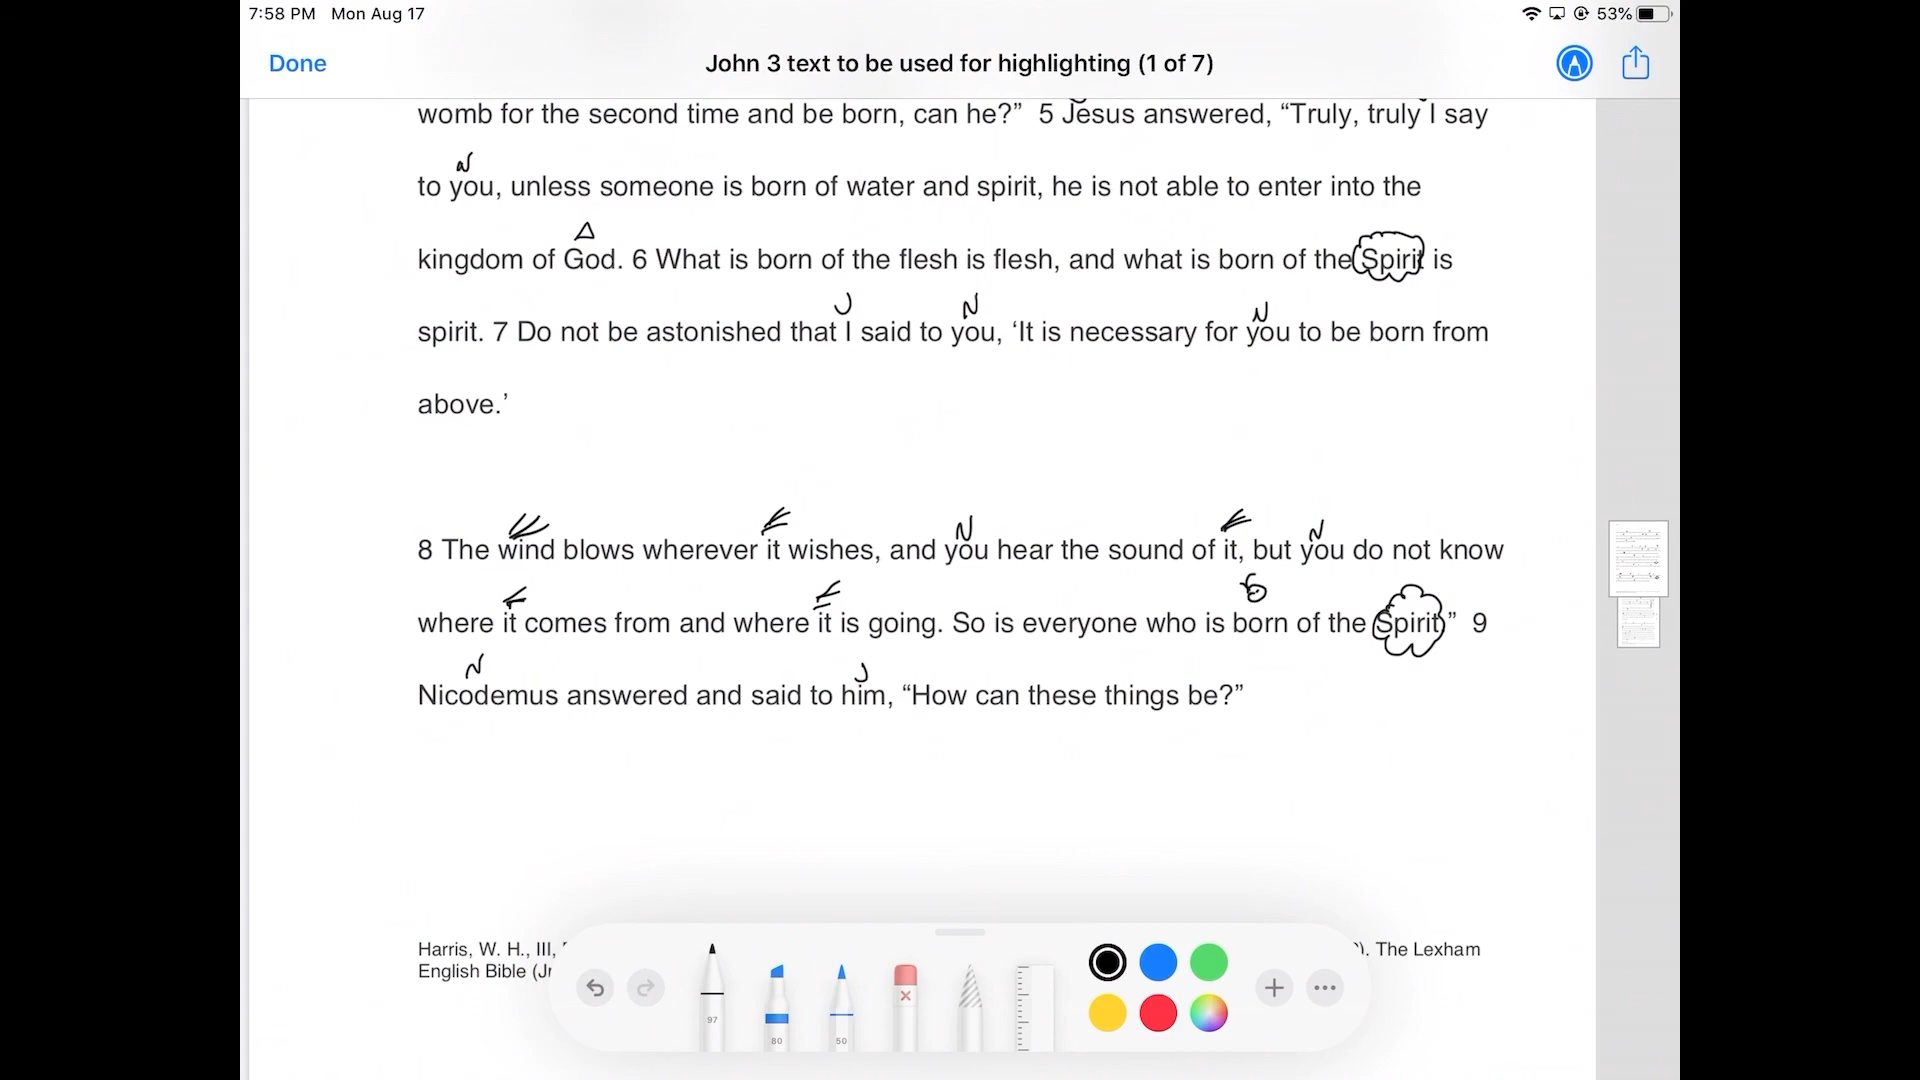 7:58 PM Mon Aug 17 53%
Done John 3 text to be used for highlighting (1 of 7)
womb for the second time and be born, can he?” 5 Jesus answered, “Truly, truly I say
N
to you, unless someone is born of water and spirit, he is not able to enter into the
kingdom of God. 6 What is born of the flesh is flesh, and what is born of the Spirit is
J N N
spirit. 7 Do not be astonished that I said to you, ‘It is necessary for you to be born from
above.’
N N
8 The wind blows wherever it wishes, and you hear the sound of it, but you do not know
where it comes from and where it is going. So is everyone who is born of the Spirit” 9
N J
Nicodemus answered and said to him, “How can these things be?”
Harris, W. H., III, . The Lexham
English Bible
97 80 50